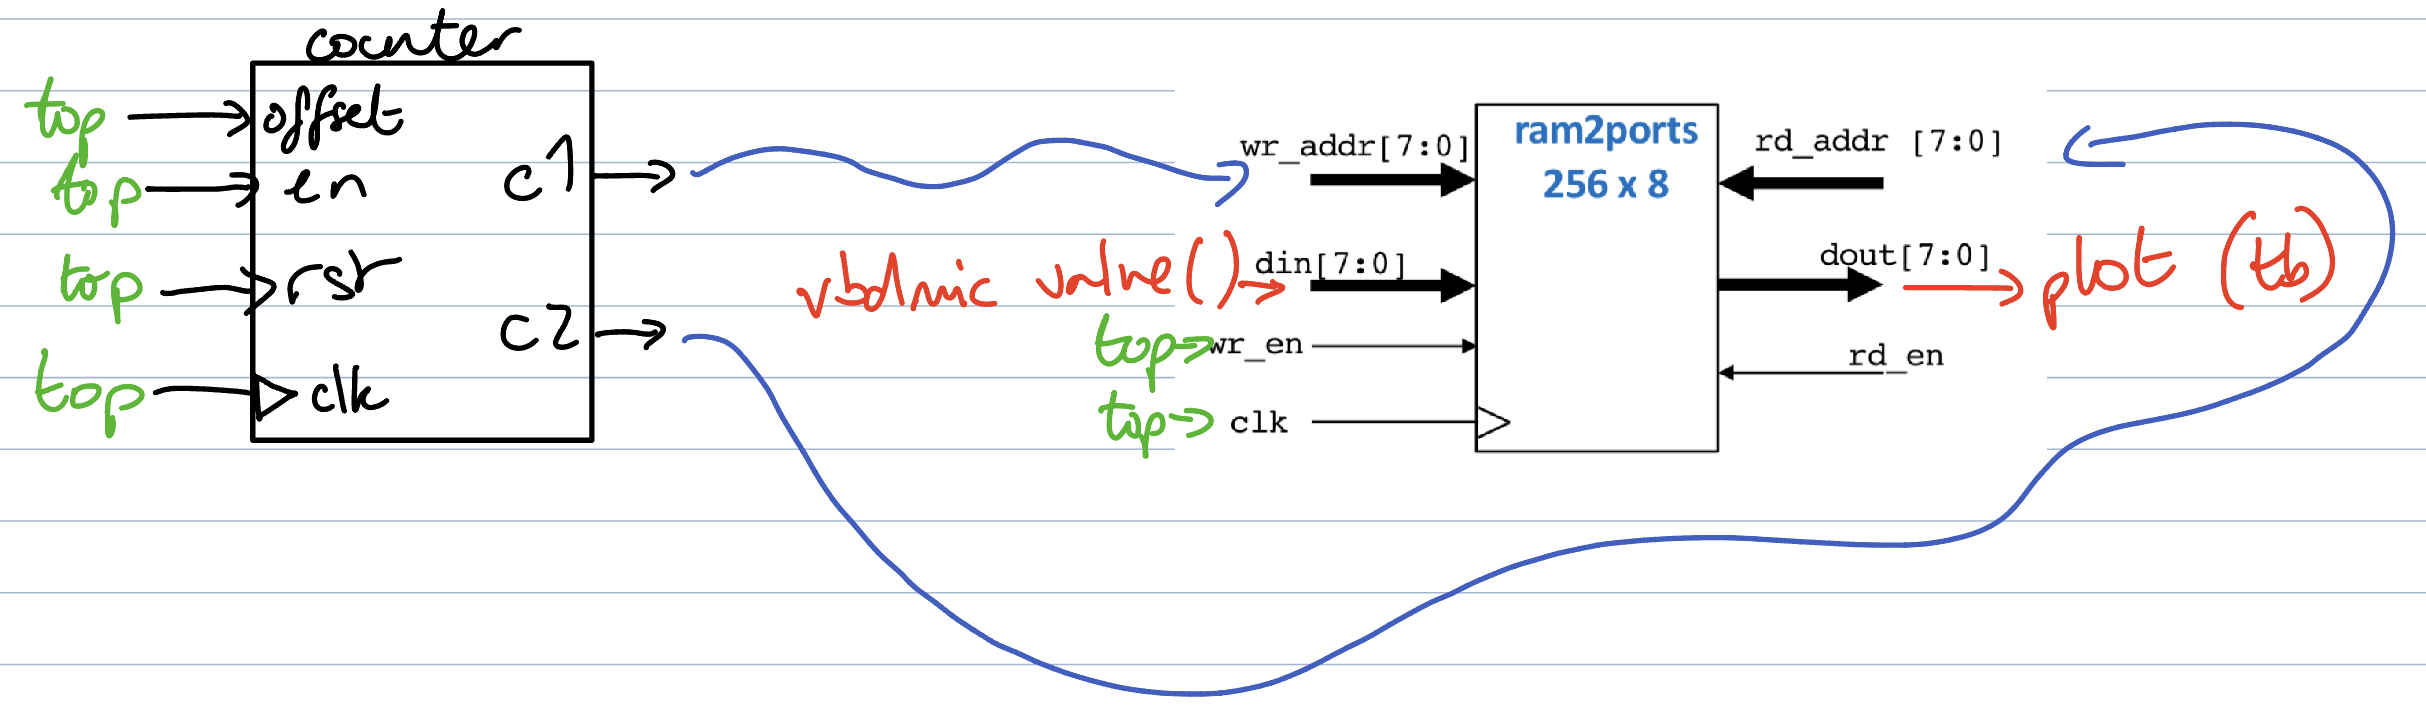 counter
top offset
top en
c1
top rst
c2
top clk
ram2ports
256 x 8
wr_addr[7:0]
rd_addr [7:0]
vbdmic value() din[7:0]
dout[7:0] plot (tb)
top wr_en
rd_en
top clk